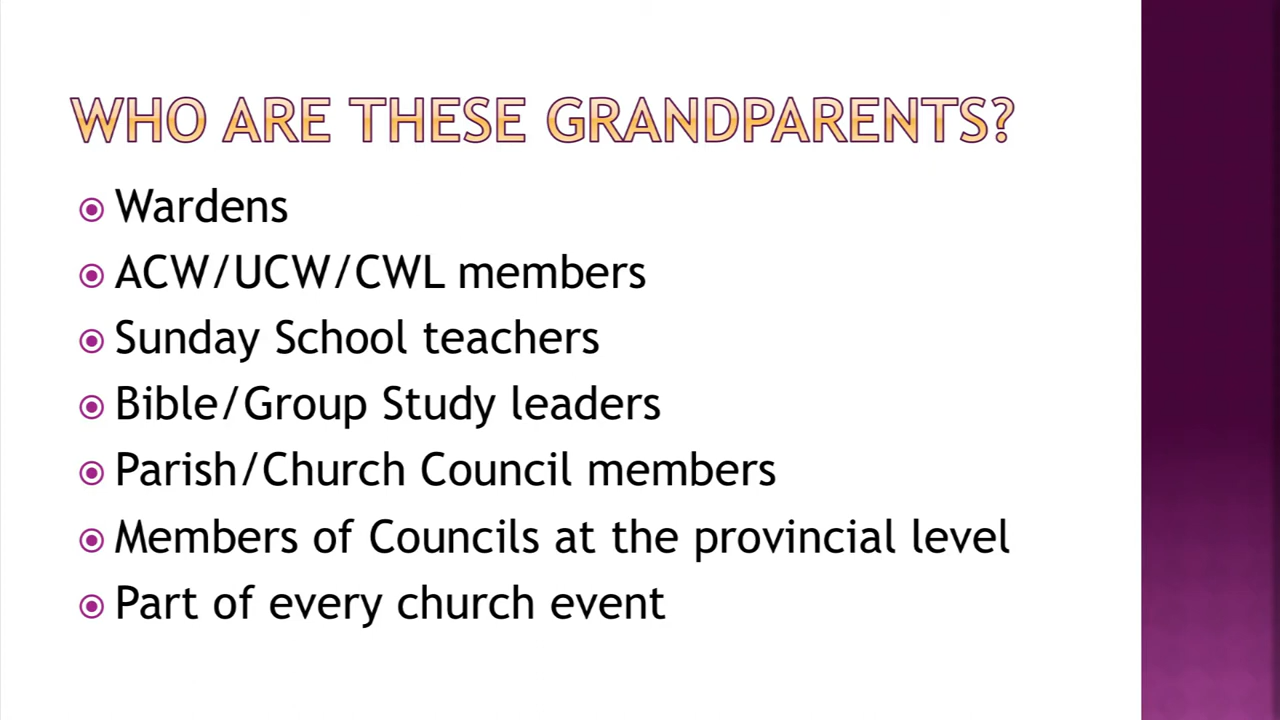 WHO ARE THESE GRANDPARENTS?
Wardens
ACW/UCW/CWL members
Sunday School teachers
Bible/Group Study leaders
Parish/Church Council members
Members of Councils at the provincial level
Part of every church event